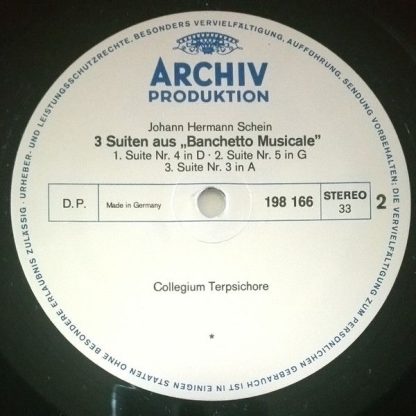 ARCHIV
PRODUKTION
Johann Hermann Schein
3 Suiten aus „Banchetto Musicale”
1. Suite Nr. 4 in D · 2. Suite Nr. 5 in G
3. Suite Nr. 3 in A
D.P. Made in Germany 198 166 STEREO 33 2
Collegium Terpsichore
*
URHEBER- UND LEISTUNGSSCHUTZRECHTE, BESONDERS VERVIELFÄLTIGUNG, AUFFÜHRUNG, SENDUNG VORBEHALTEN: DIE VERVIELFÄLTIGUNG ZUM PERSÖNLICHEN GEBRAUCH IST IN EINIGEN STAATEN OHNE BESONDERE ERLAUBNIS ZULÄSSIG ·